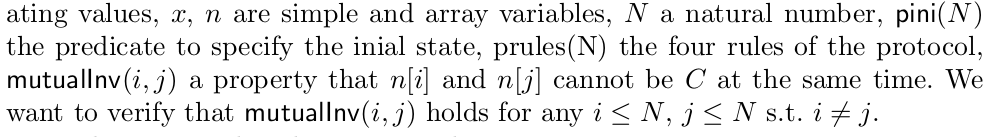 ating values, x, n are simple and array variables, N a natural number, pini(N)
the predicate to specify the inial state, prules(N) the four rules of the protocol,
mutualInv(i, j) a property that n[i] and n[j] cannot be C at the same time. We
want to verify that mutualInv(i, j) holds for any i ≤ N, j ≤ N s.t. i ≠ j.